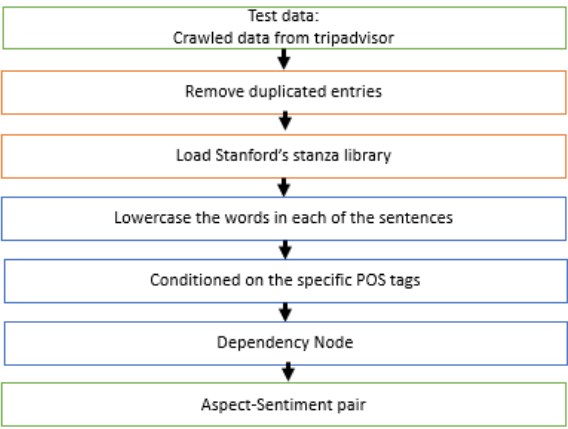 Test data:
Crawled data from tripadvisor
Remove duplicated entries
Load Stanford's stanza library
Lowercase the words in each of the sentences
Conditioned on the specific POS tags
Dependency Node
Aspect-Sentiment pair